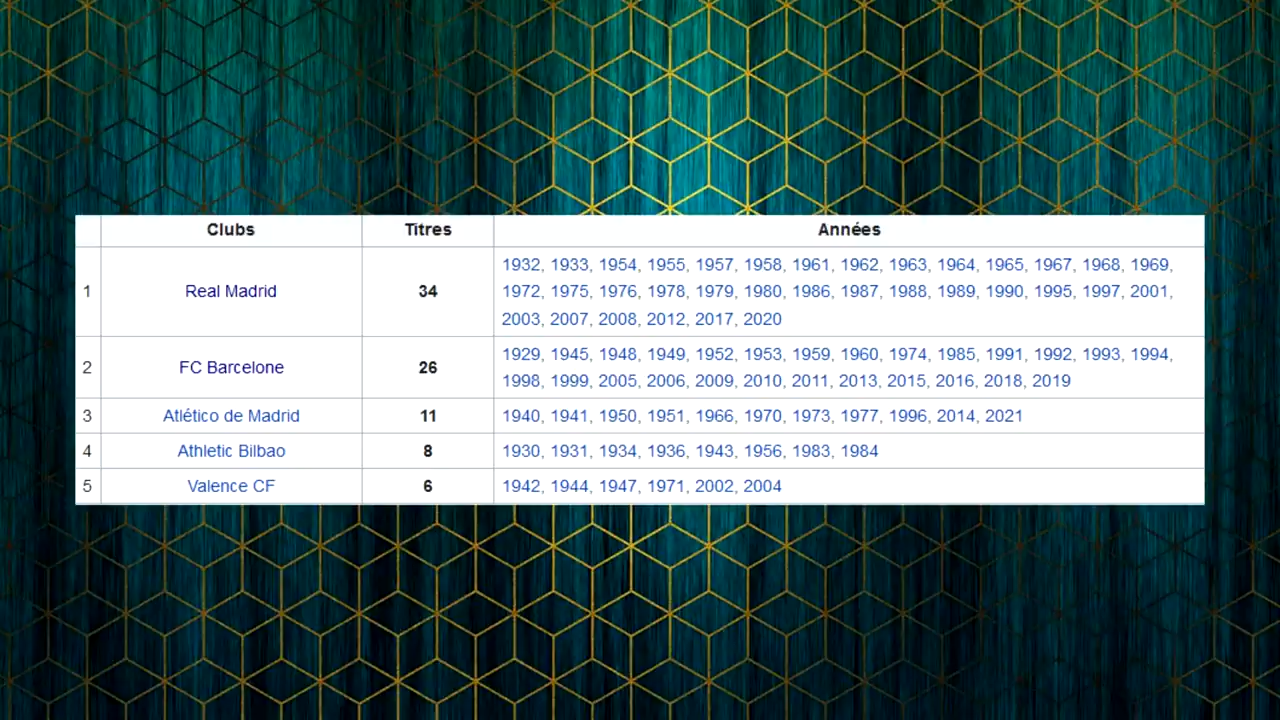 Clubs Titres Années
1 Real Madrid 34 1932, 1933, 1954, 1955, 1957, 1958, 1961, 1962, 1963, 1964, 1965, 1967, 1968, 1969,
1972, 1975, 1976, 1978, 1979, 1980, 1986, 1987, 1988, 1989, 1990, 1995, 1997, 2001,
2003, 2007, 2008, 2012, 2017, 2020
2 FC Barcelone 26 1929, 1945, 1948, 1949, 1952, 1953, 1959, 1960, 1974, 1985, 1991, 1992, 1993, 1994,
1998, 1999, 2005, 2006, 2009, 2010, 2011, 2013, 2015, 2016, 2018, 2019
3 Atlético de Madrid 11 1940, 1941, 1950, 1951, 1966, 1970, 1973, 1977, 1996, 2014, 2021
4 Athletic Bilbao 8 1930, 1931, 1934, 1936, 1943, 1956, 1983, 1984
5 Valence CF 6 1942, 1944, 1947, 1971, 2002, 2004